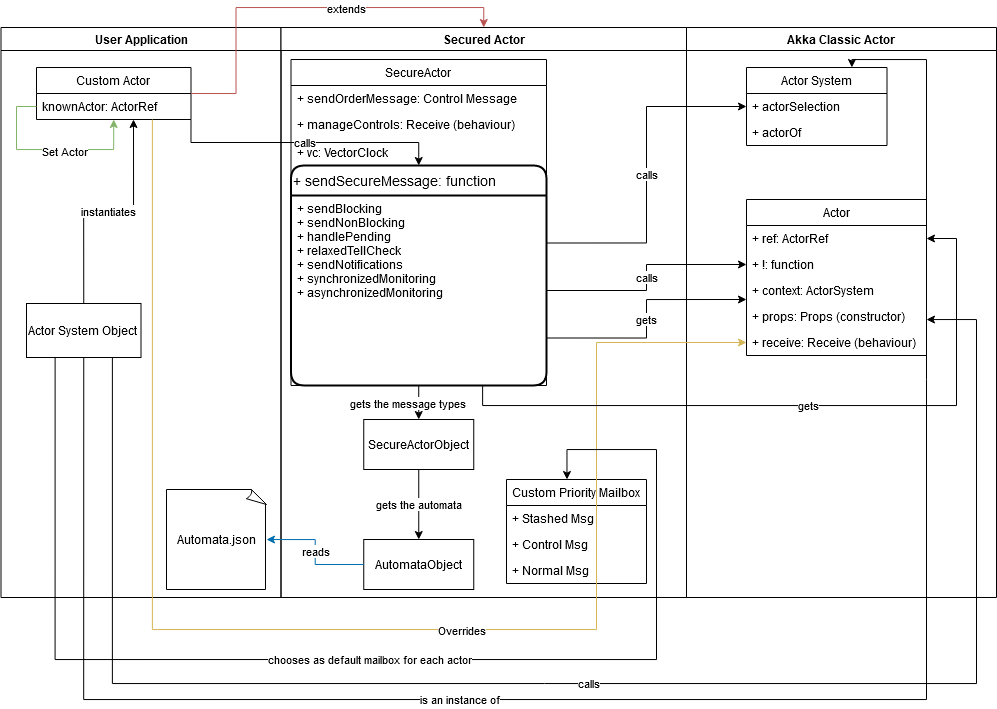 extends
User Application
Secured Actor
Akka Classic Actor
Custom Actor
knownActor: ActorRef
Set Actor
instantiates
Actor System Object
Automata.json
calls
SecureActor
+ sendOrderMessage: Control Message
+ manageControls: Receive (behaviour)
+ vc: VectorClock
+ sendSecureMessage: function
+ sendBlocking
+ sendNonBlocking
+ handlePending
+ relaxedTellCheck
+ sendNotifications
+ synchronizedMonitoring
+ asynchronizedMonitoring
gets the message types
SecureActorObject
gets the automata
AutomataObject
reads
Custom Priority Mailbox
+ Stashed Msg
+ Control Msg
+ Normal Msg
calls
calls
gets
Actor System
+ actorSelection
+ actorOf
Actor
+ ref: ActorRef
+ !: function
+ context: ActorSystem
+ props: Props (constructor)
+ receive: Receive (behaviour)
gets
Overrides
chooses as default mailbox for each actor
calls
is an instance of